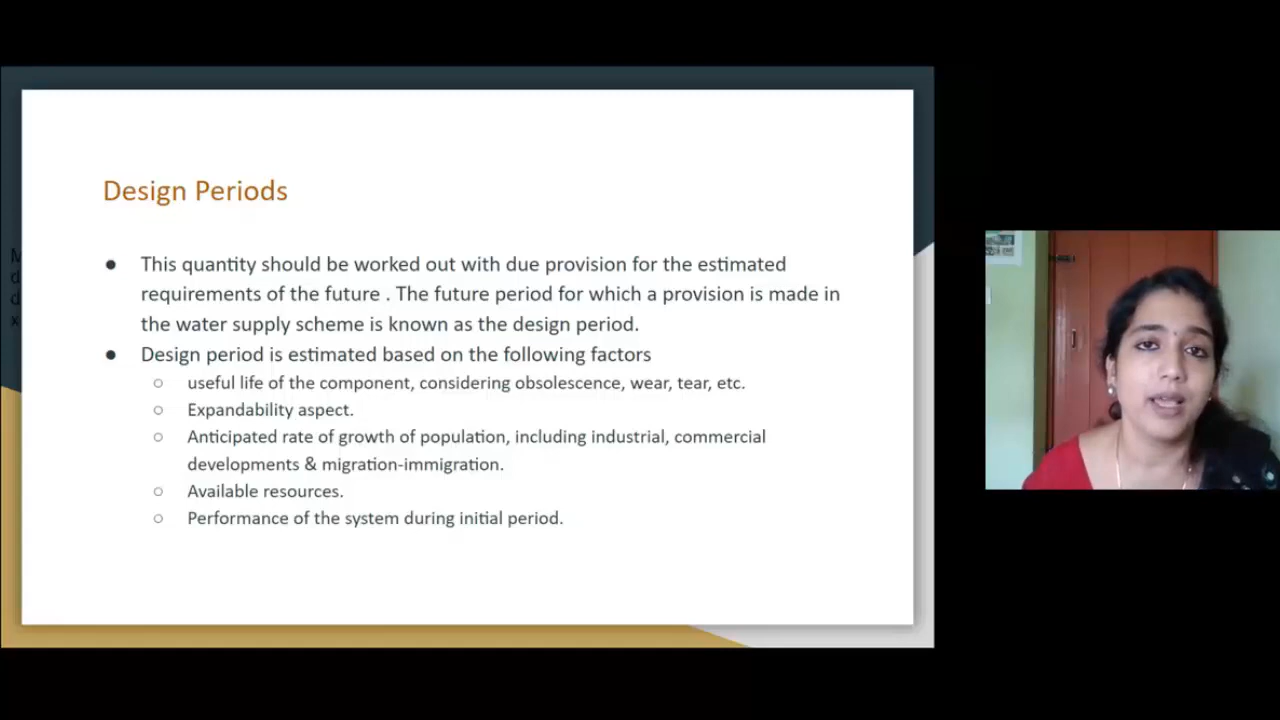 Design Periods
● This quantity should be worked out with due provision for the estimated
requirements of the future . The future period for which a provision is made in
the water supply scheme is known as the design period.
● Design period is estimated based on the following factors
○ useful life of the component, considering obsolescence, wear, tear, etc.
○ Expandability aspect.
○ Anticipated rate of growth of population, including industrial, commercial
developments & migration-immigration.
○ Available resources.
○ Performance of the system during initial period.